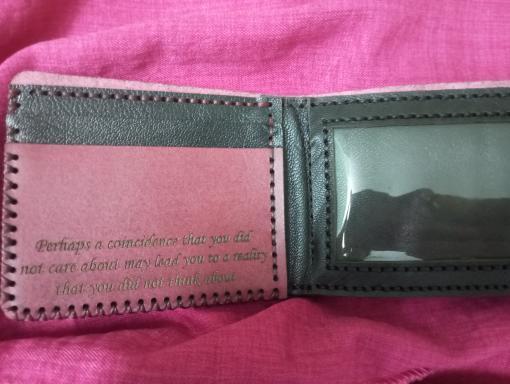 Perhaps a coincidence that you did
not care about may lead you to a reality
that you did not think about